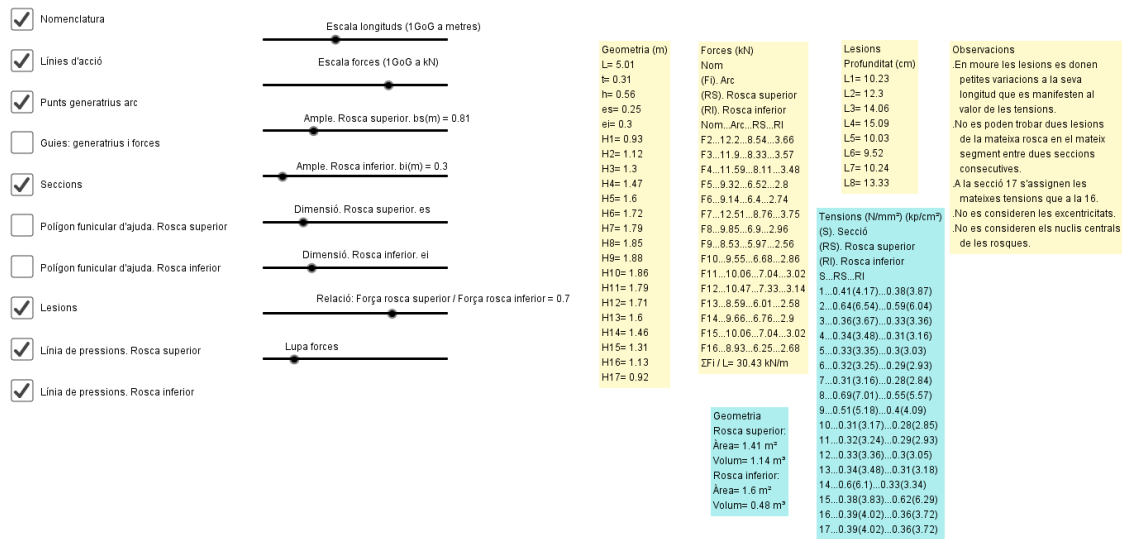 Nomenclatura
Línies d'acció
Punts generatrius arc
Guies: generatrius i forces
Seccions
Polígon funicular d'ajuda. Rosca superior
Polígon funicular d'ajuda. Rosca inferior
Lesions
Línia de pressions. Rosca superior
Línia de pressions. Rosca inferior
Escala longituds (1GoG a metres)
Escala forces (1GoG a kN)
Ample. Rosca superior. bs(m) = 0.81
Ample. Rosca inferior. bi(m) = 0.3
Dimensió. Rosca superior. es
Dimensió. Rosca inferior. ei
Relació: Força rosca superior / Força rosca inferior = 0.7
Lupa forces
Geometria (m)
L= 5.01
t= 0.31
h= 0.56
es= 0.25
ei= 0.3
H1= 0.93
H2= 1.12
H3= 1.3
H4= 1.47
H5= 1.6
H6= 1.72
H7= 1.79
H8= 1.85
H9= 1.88
H10= 1.86
H11= 1.79
H12= 1.71
H13= 1.6
H14= 1.46
H15= 1.31
H16= 1.13
H17= 0.92
Forces (kN)
Nom
(Fi). Arc
(RS). Rosca superior
(RI). Rosca inferior
Nom...Arc...RS...RI
F2...12.2...8.54...3.66
F3...11.9...8.33...3.57
F4...11.59...8.11...3.48
F5...9.32...6.52...2.8
F6...9.14...6.4...2.74
F7...12.51...8.76...3.75
F8...9.85...6.9...2.96
F9...8.53...5.97...2.56
F10...9.55...6.68...2.86
F11...10.06...7.04...3.02
F12...10.47...7.33...3.14
F13...8.59...6.01...2.58
F14...9.66...6.76...2.9
F15...10.06...7.04...3.02
F16...8.93...6.25...2.68
ΣFi / L= 30.43 kN/m
Geometria
Rosca superior:
Àrea= 1.41 m²
Volum= 1.14 m³
Rosca inferior:
Àrea= 1.6 m²
Volum= 0.48 m³
Lesions
Profunditat (cm)
L1= 10.23
L2= 12.3
L3= 14.06
L4= 15.09
L5= 10.03
L6= 9.52
L7= 10.24
L8= 13.33
Tensions (N/mm²) (kp/cm²)
(S). Secció
(RS). Rosca superior
(RI). Rosca inferior
S...RS...RI
1...0.41(4.17)...0.38(3.87)
2...0.64(6.54)...0.59(6.04)
3...0.36(3.67)...0.33(3.36)
4...0.34(3.48)...0.31(3.16)
5...0.33(3.35)...0.3(3.03)
6...0.32(3.25)...0.29(2.93)
7...0.31(3.16)...0.28(2.84)
8...0.69(7.01)...0.55(5.57)
9...0.51(5.18)...0.4(4.09)
10...0.31(3.17)...0.28(2.85)
11...0.32(3.24)...0.29(2.93)
12...0.33(3.36)...0.3(3.05)
13...0.34(3.48)...0.31(3.18)
14...0.6(6.1)...0.33(3.34)
15...0.38(3.83)...0.62(6.29)
16...0.39(4.02)...0.36(3.72)
17...0.39(4.02)...0.36(3.72)
Observacions
.En moure les lesions es donen
petites variacions a la seva
longitud que es manifesten al
valor de les tensions.
.No es poden trobar dues lesions
de la mateixa rosca en el mateix
segment entre dues seccions
consecutives.
.A la secció 17 s'assignen les
mateixes tensions que a la 16.
.No es consideren les excentricitats.
.No es consideren els nuclis centrals
de les rosques.